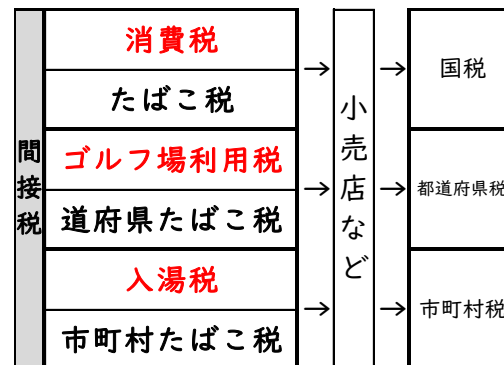 間接税
消費税
たばこ税
ゴルフ場利用税
道府県たばこ税
入湯税
市町村たばこ税
→
→
→
小売店など
→
→
→
国税
都道府県税
市町村税